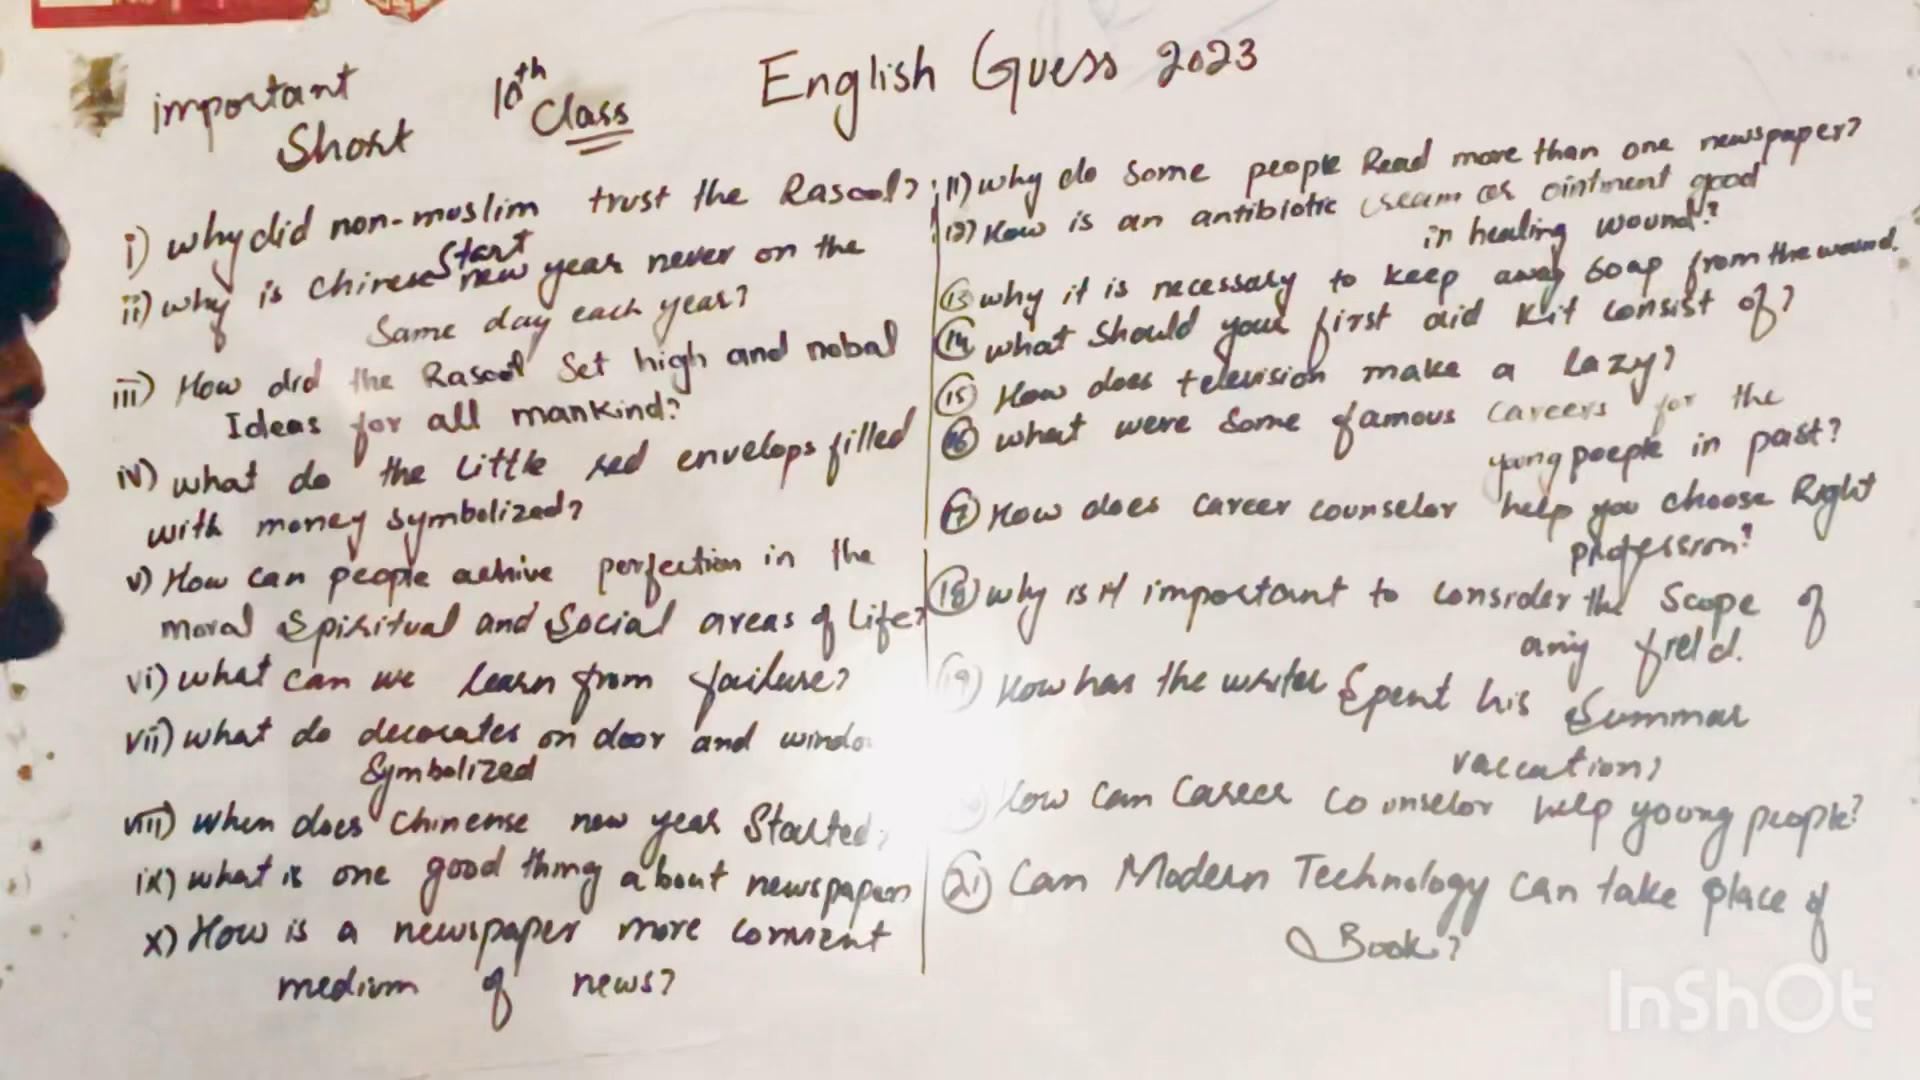 important
Short
10th
Class
English Guess 2023
i) why did non-muslim trust the Rasool?
Start
ii) why is chinese new year never on the
Same day each year?
iii) How did the Rasool Set high and nobal
Ideas for all mankind?
iv) what do the little red envelops filled
with money symbolized?
v) How can people achive perfection in the
moral Spiritual and Social areas of life?
vi) what can we learn from failure?
vii) what do decorates on door and windo
Symbolized
viii) when does Chinense new year Started?
ix) what is one good thing about newspaper
x) How is a newspaper more convient
medium of news?
11) why do some people Read more than one newspaper?
12) How is an antibiotic cream or ointment good
in healing wound?
13 why it is necessary to keep away Soap from the wound.
14 what Should your first aid Kit consist of?
15 How does television make a lazy?
16 what were Some famous careers for the
young poeple in past?
17 How does career counselor help you choose Right
profession?
18 why is it important to consider the Scope of
any field.
19 How has the writer Spent his Summar
vaccation?
How can Career Counselor help young people?
21 Can Modern Technology can take place of
Book?
InShOt